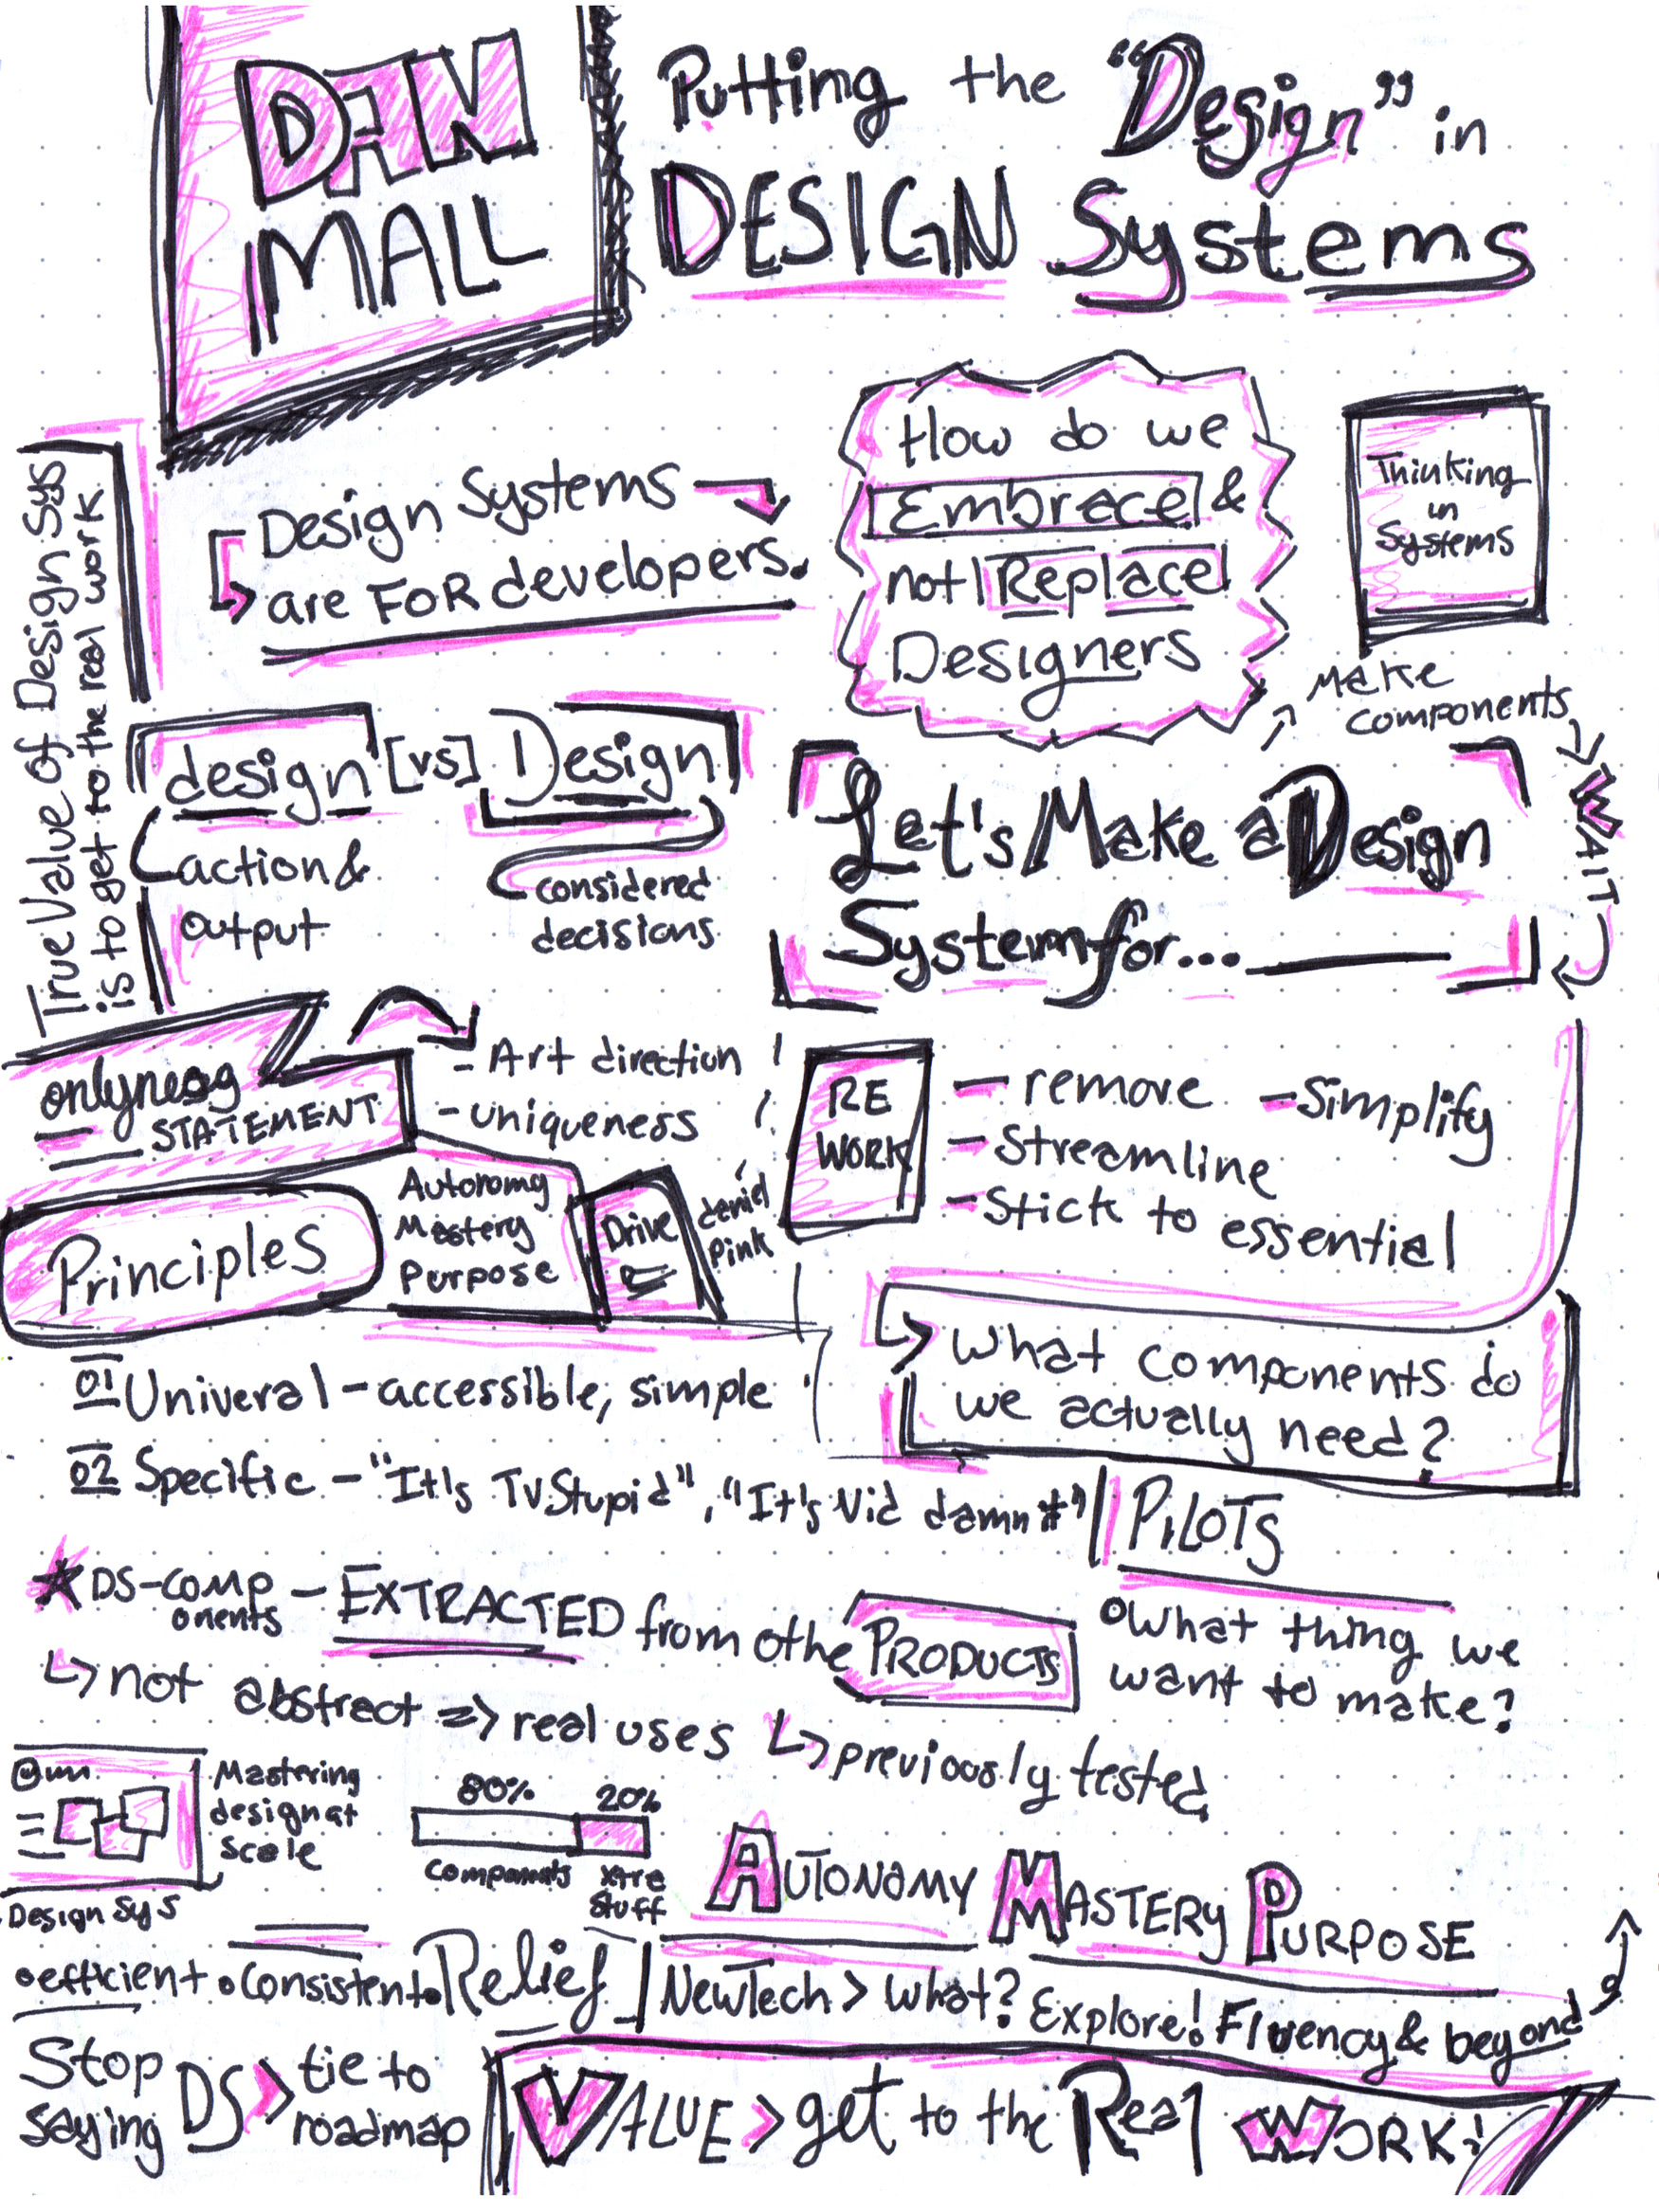 DAN
MALL
Putting the "Design" in
DESIGN Systems
True Value of Design Sys
is to get to the real work
Design Systems
are FOR developers.
How do we
Embrace &
not Replace
Designers
Thinking
in
Systems
make
components
WAIT
design [vs] Design
action &
output
considered
decisions
Let's Make a Design
System for... ____
onlyness
STATEMENT
- Art direction
- uniqueness
RE
WORK
- remove - Simplify
- Streamline
- Stick to essential
Principles
Autonomy
Mastery
Purpose
Drive
daniel
pink
What components do
we actually need?
01 Univeral - accessible, simple
02 Specific - "It's TV Stupid", "It's Vid damn#"
PILOTS
What thing we
want to make?
DS-comp
onents - EXTRACTED from othe PRODUCTS
not abstract => real uses
previously tested
Mastering
design at
scale
Design Sys
80% 20%
Components xtra
stuff
AUTONOMY MASTERY PURPOSE
efficient consistent Relief
New Tech > What? Explore! Fluency & beyond
Stop
saying DS > tie to
roadmap
VALUE > get to the Real WORK!